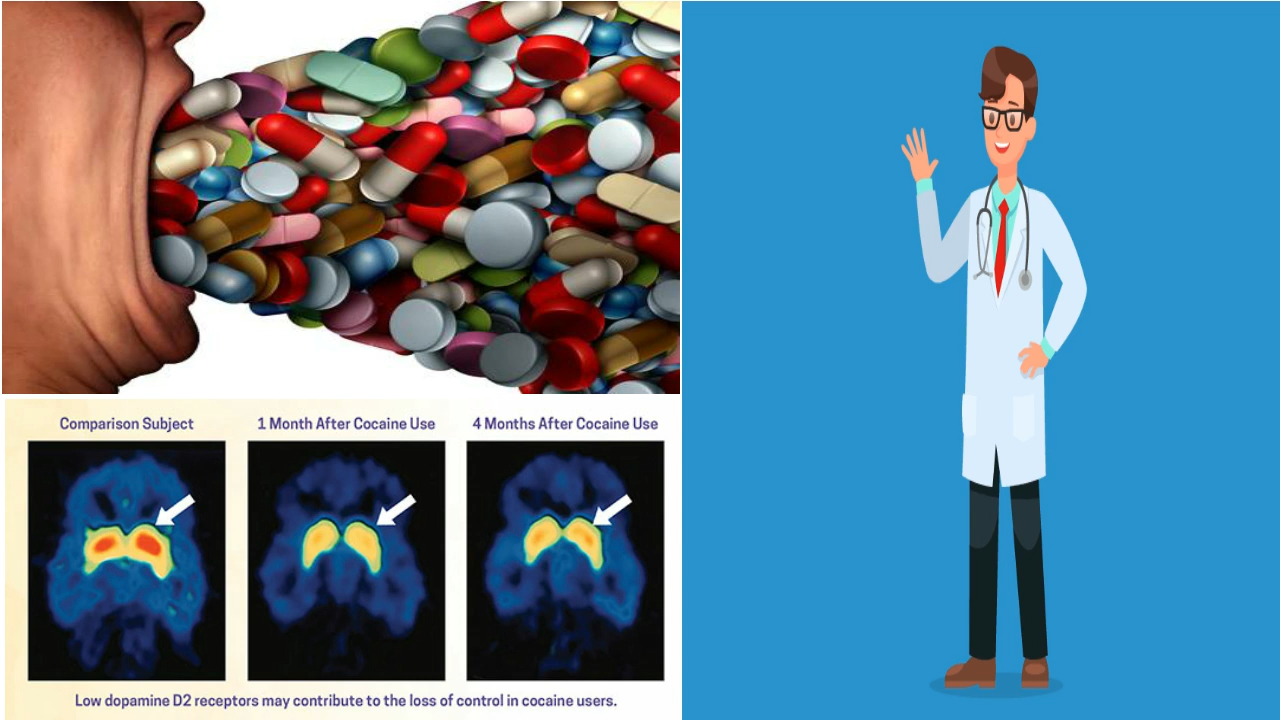 Comparison Subject
1 Month After Cocaine Use
4 Months After Cocaine Use
Low dopamine D2 receptors may contribute to the loss of control in cocaine users.